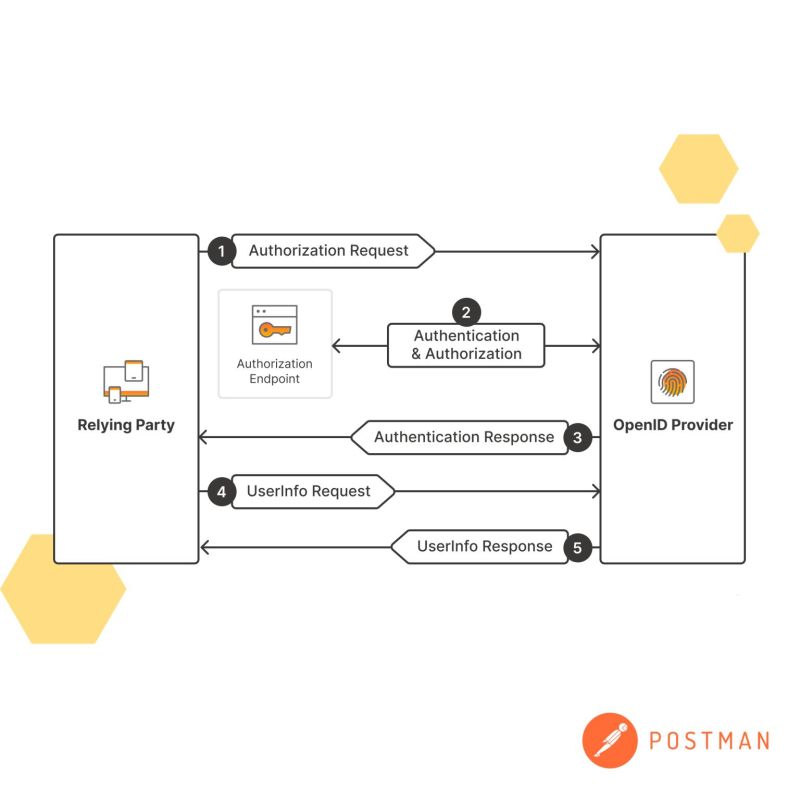 1 Authorization Request
2
Authentication
& Authorization
Authorization
Endpoint
Relying Party
OpenID Provider
Authentication Response 3
4 UserInfo Request
UserInfo Response 5
POSTMAN